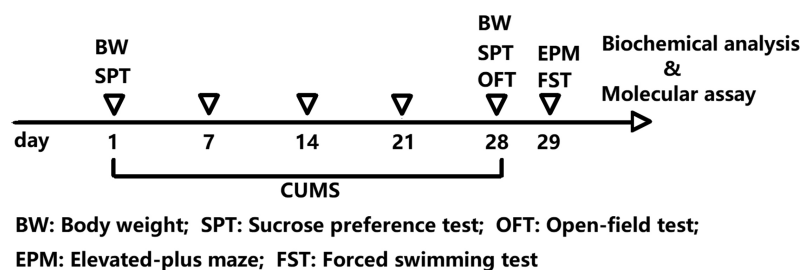 BW
SPT
BW
SPT
OFT
EPM
FST
Biochemical analysis
&
Molecular assay
day 1 7 14 21 28 29
CUMS
BW: Body weight; SPT: Sucrose preference test; OFT: Open-field test;
EPM: Elevated-plus maze; FST: Forced swimming test